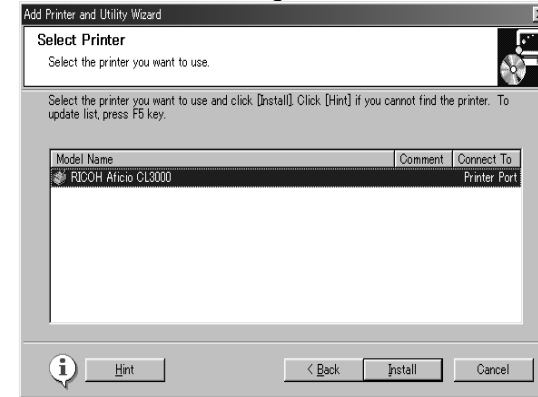 Add Printer and Utility Wizard
Select Printer
Select the printer you want to use.
Select the printer you want to use and click [Install]. Click [Hint] if you cannot find the printer. To
update list, press F5 key.
Model Name Comment Connect To
RICOH Aficio CL3000 Printer Port
Hint < Back Install Cancel